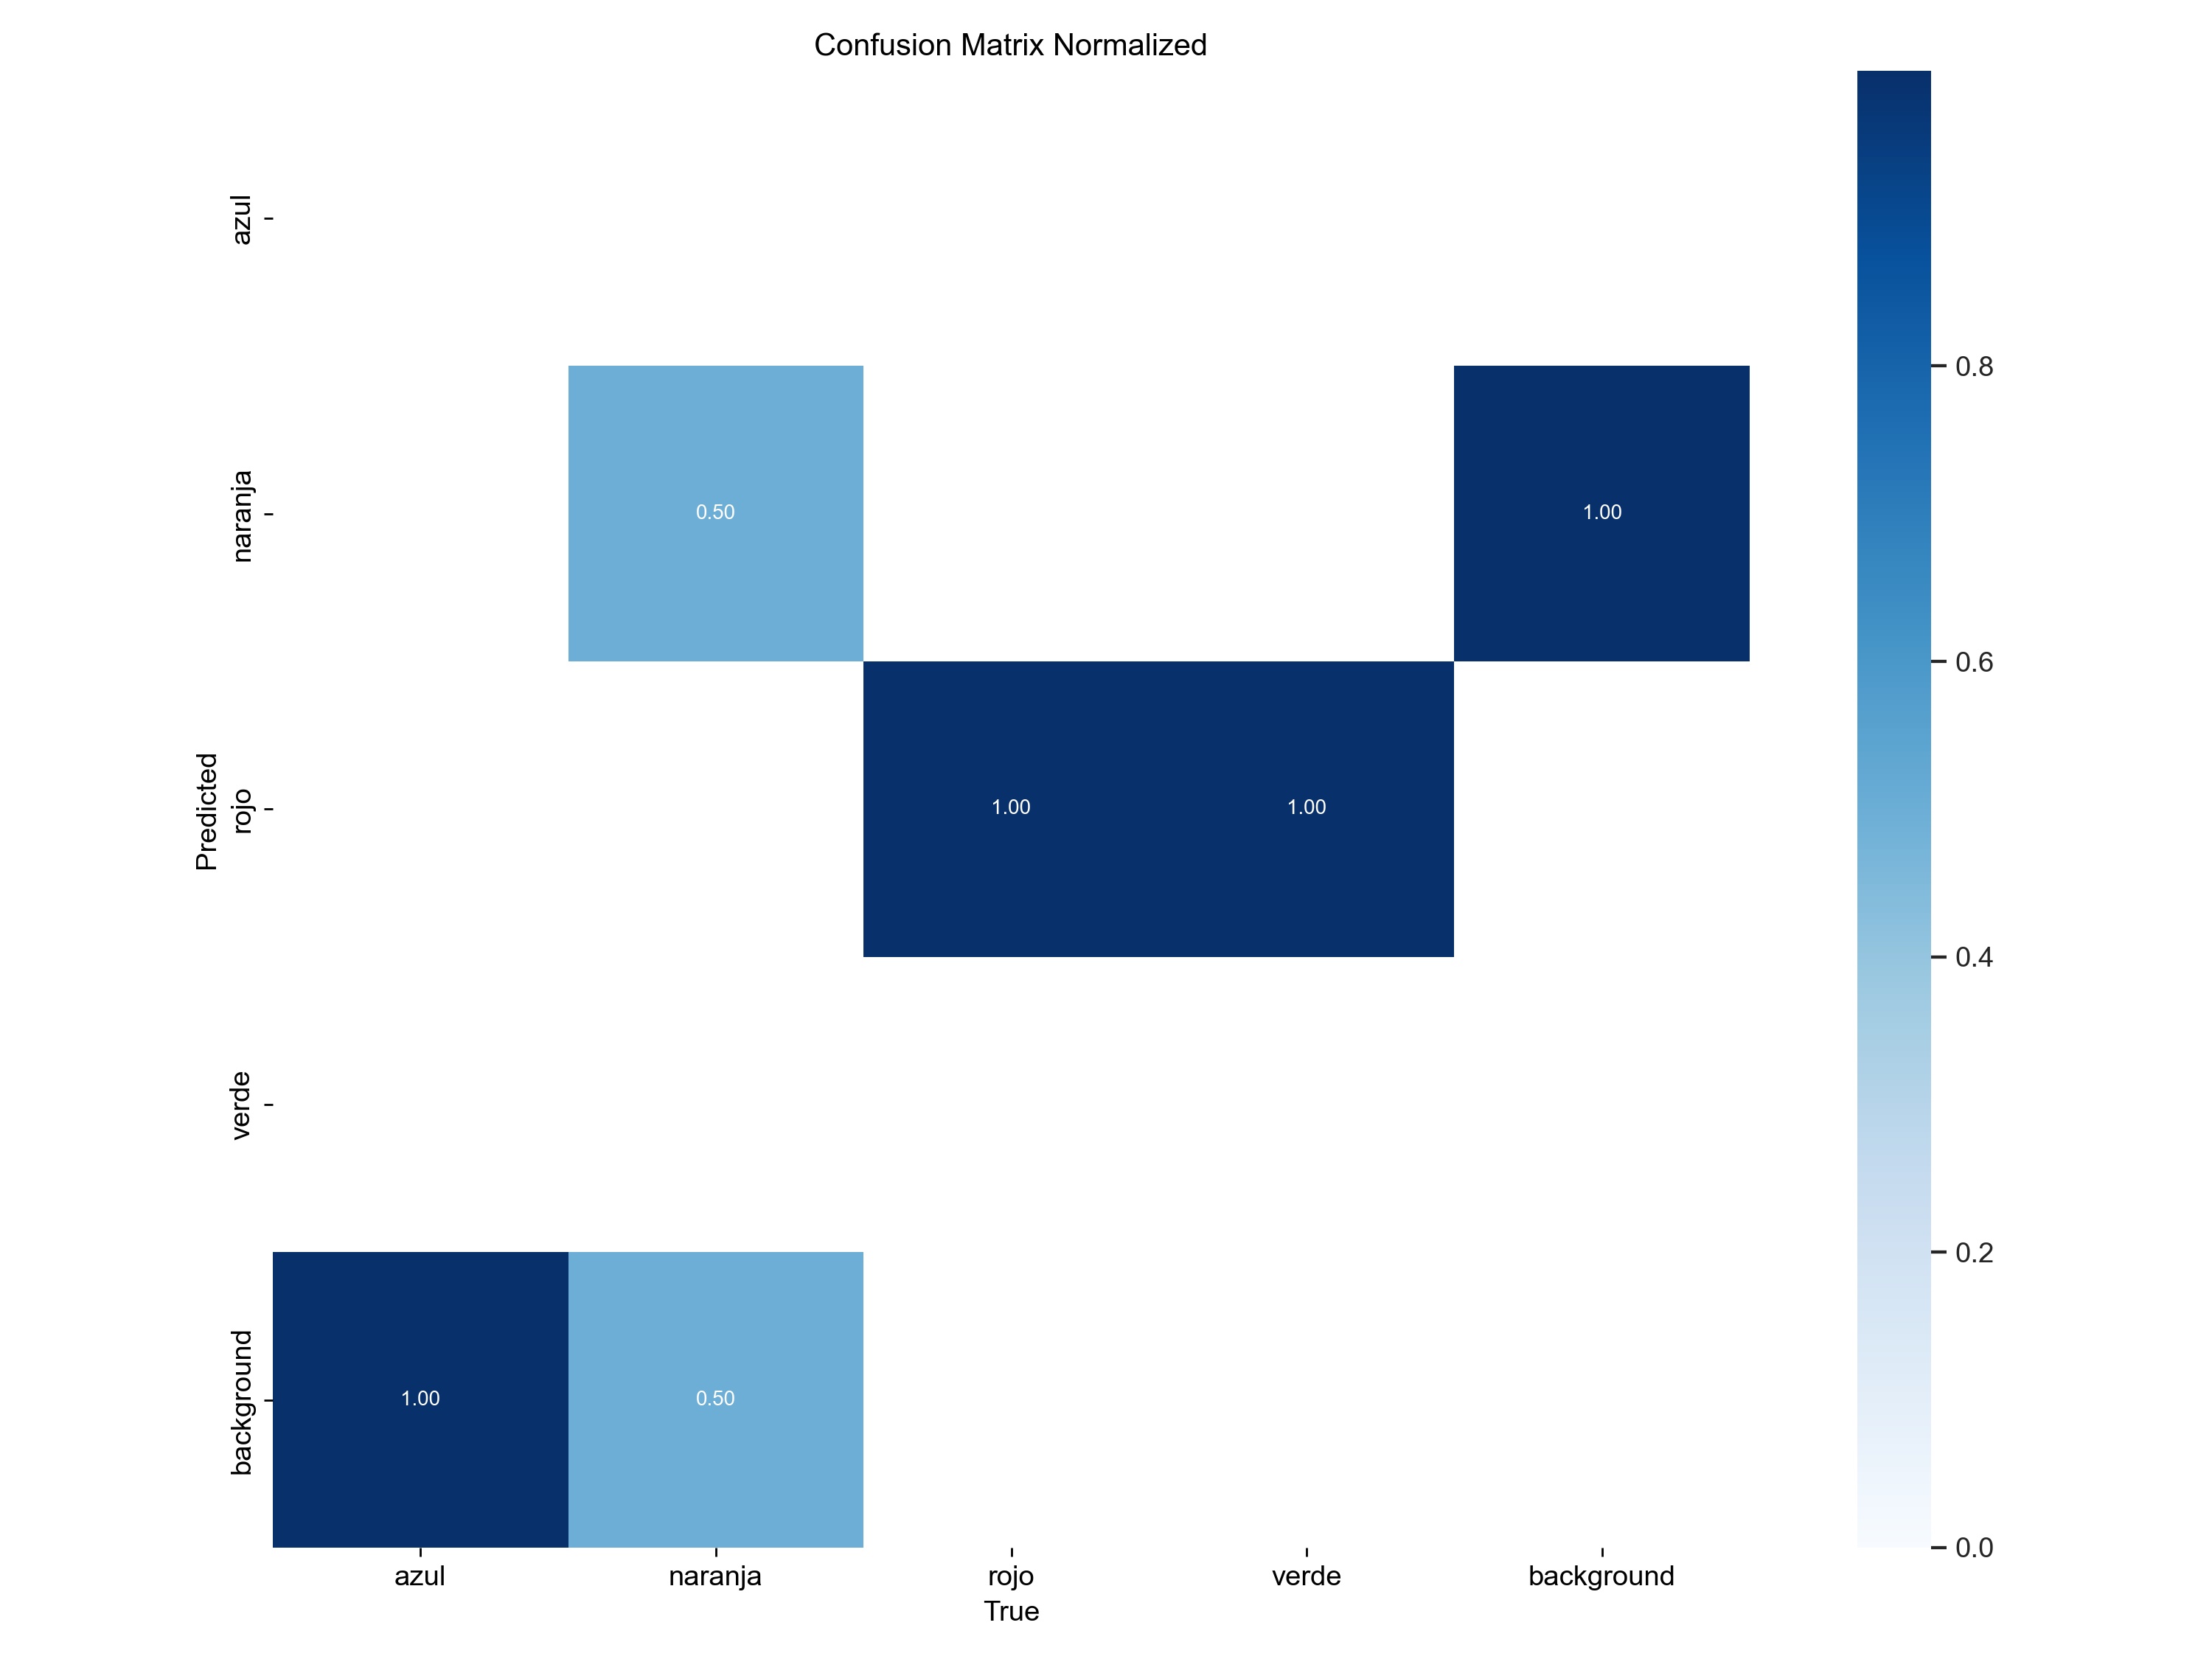 Confusion Matrix Normalized
azul
naranja
rojo
verde
background
Predicted
0.50
1.00
1.00
1.00
1.00
0.50
azul
naranja
rojo
verde
background
True
0.8
0.6
0.4
0.2
0.0